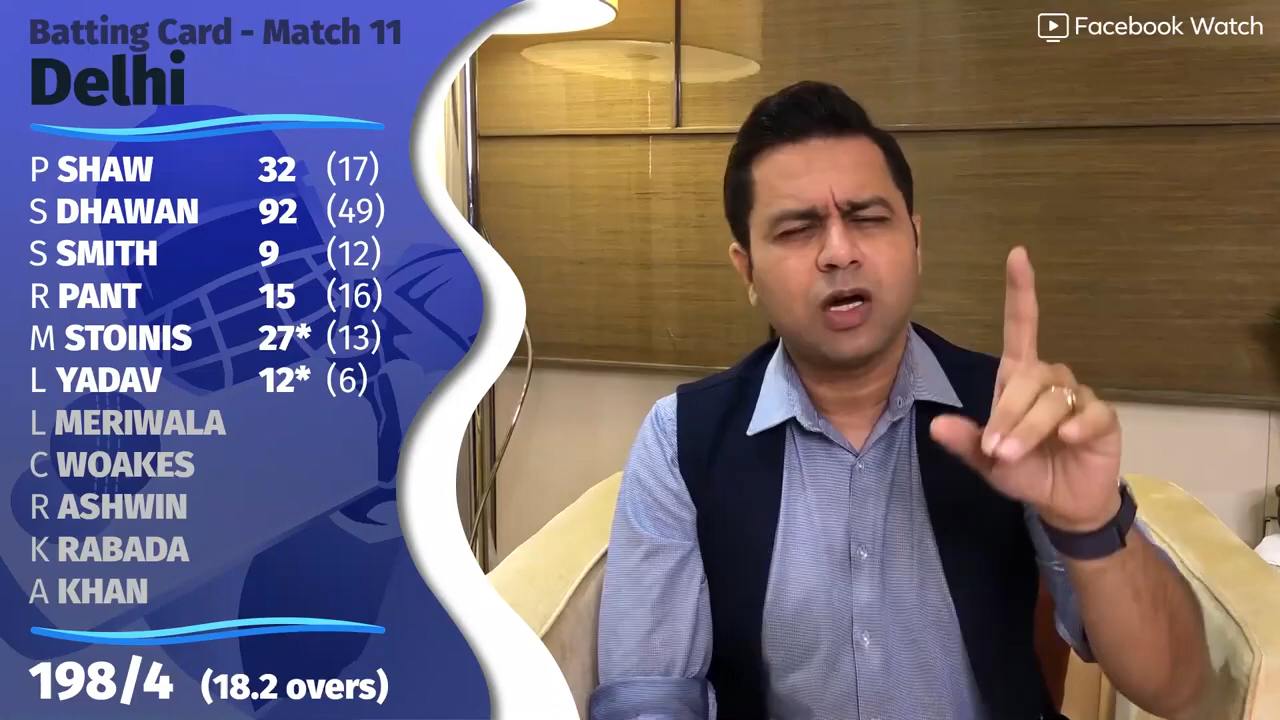 Batting Card - Match 11
Delhi
P SHAW 32 (17)
S DHAWAN 92 (49)
S SMITH 9 (12)
R PANT 15 (16)
M STOINIS 27* (13)
L YADAV 12* (6)
L MERIWALA
C WOAKES
R ASHWIN
K RABADA
A KHAN
198/4 (18.2 overs)
Facebook Watch